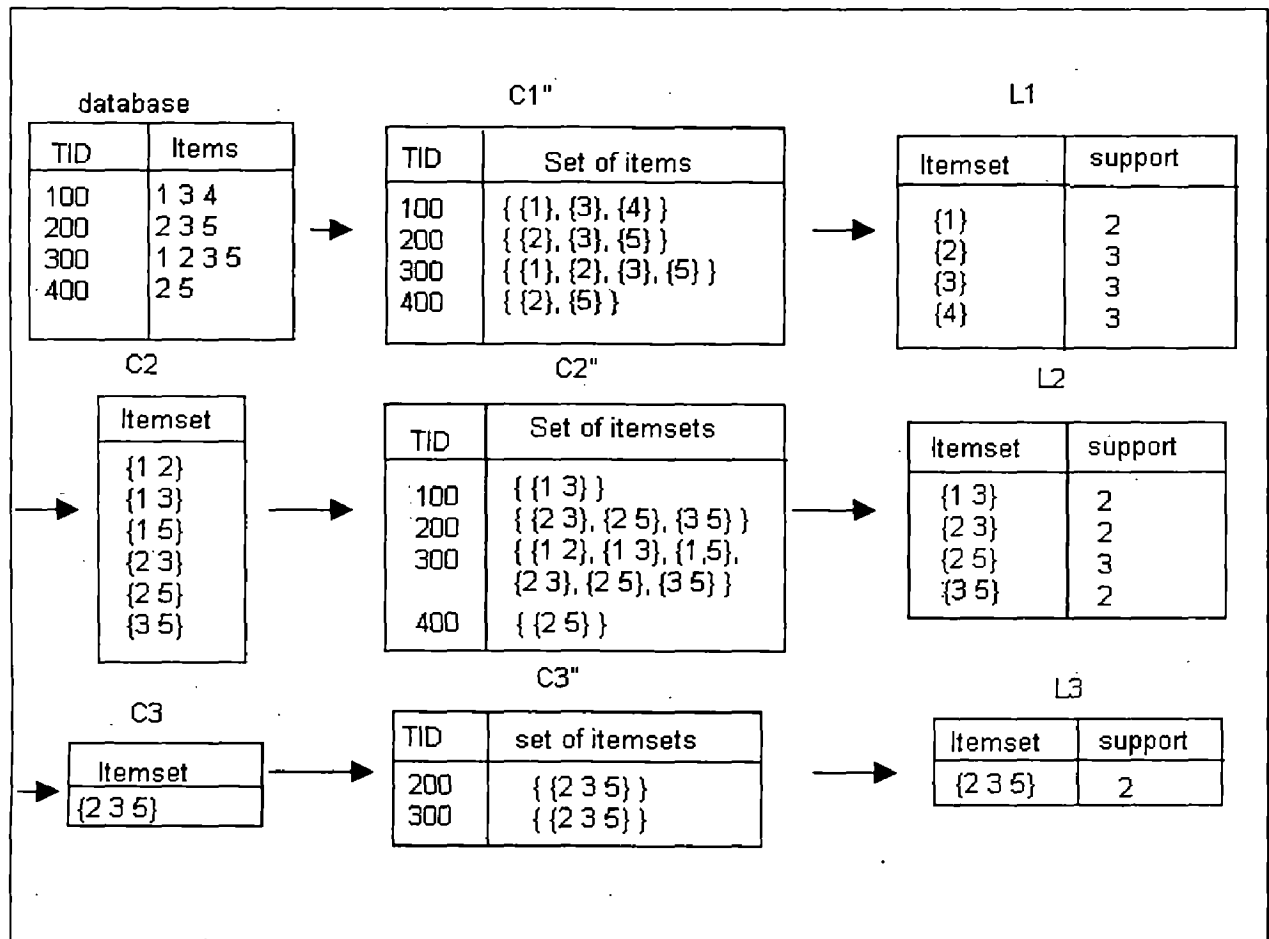 database
TID Items
100 1 3 4
200 2 3 5
300 1 2 3 5
400 2 5
C1"
TID Set of items
100 { {1}, {3}, {4} }
200 { {2}, {3}, {5} }
300 { {1}, {2}, {3}, {5} }
400 { {2}, {5} }
L1
Itemset support
{1} 2
{2} 3
{3} 3
{4} 3
C2
Itemset
{1 2}
{1 3}
{1 5}
{2 3}
{2 5}
{3 5}
C2"
TID Set of itemsets
100 { {1 3} }
200 { {2 3}, {2 5}, {3 5} }
300 { {1 2}, {1 3}, {1,5},
{2 3}, {2 5}, {3 5} }
400 { {2 5} }
L2
Itemset support
{1 3} 2
{2 3} 2
{2 5} 3
{3 5} 2
C3
Itemset
{2 3 5}
C3"
TID set of itemsets
200 { {2 3 5} }
300 { {2 3 5} }
L3
Itemset support
{2 3 5} 2